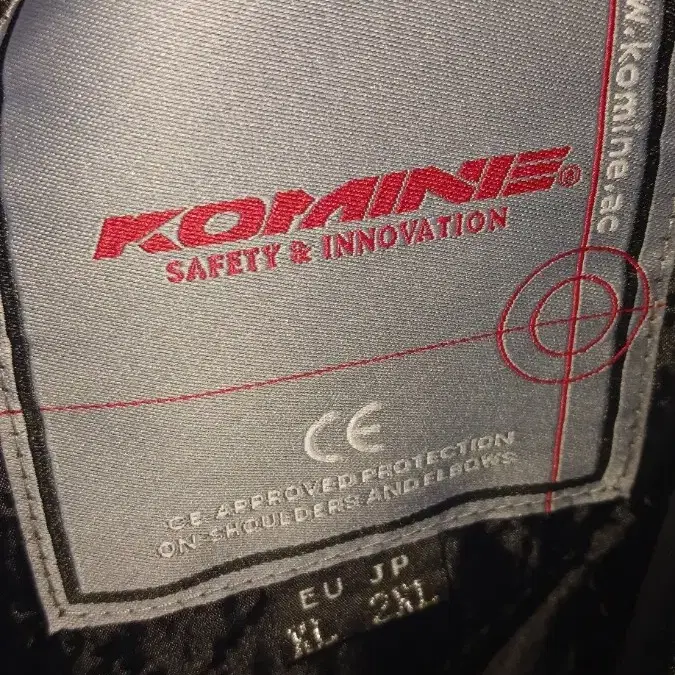 KOMINE®
SAFETY & INNOVATION
w.komine.ac
CE
CE APPROVED PROTECTION
ON SHOULDERS AND ELBOWS
EU JP
XL 2XL